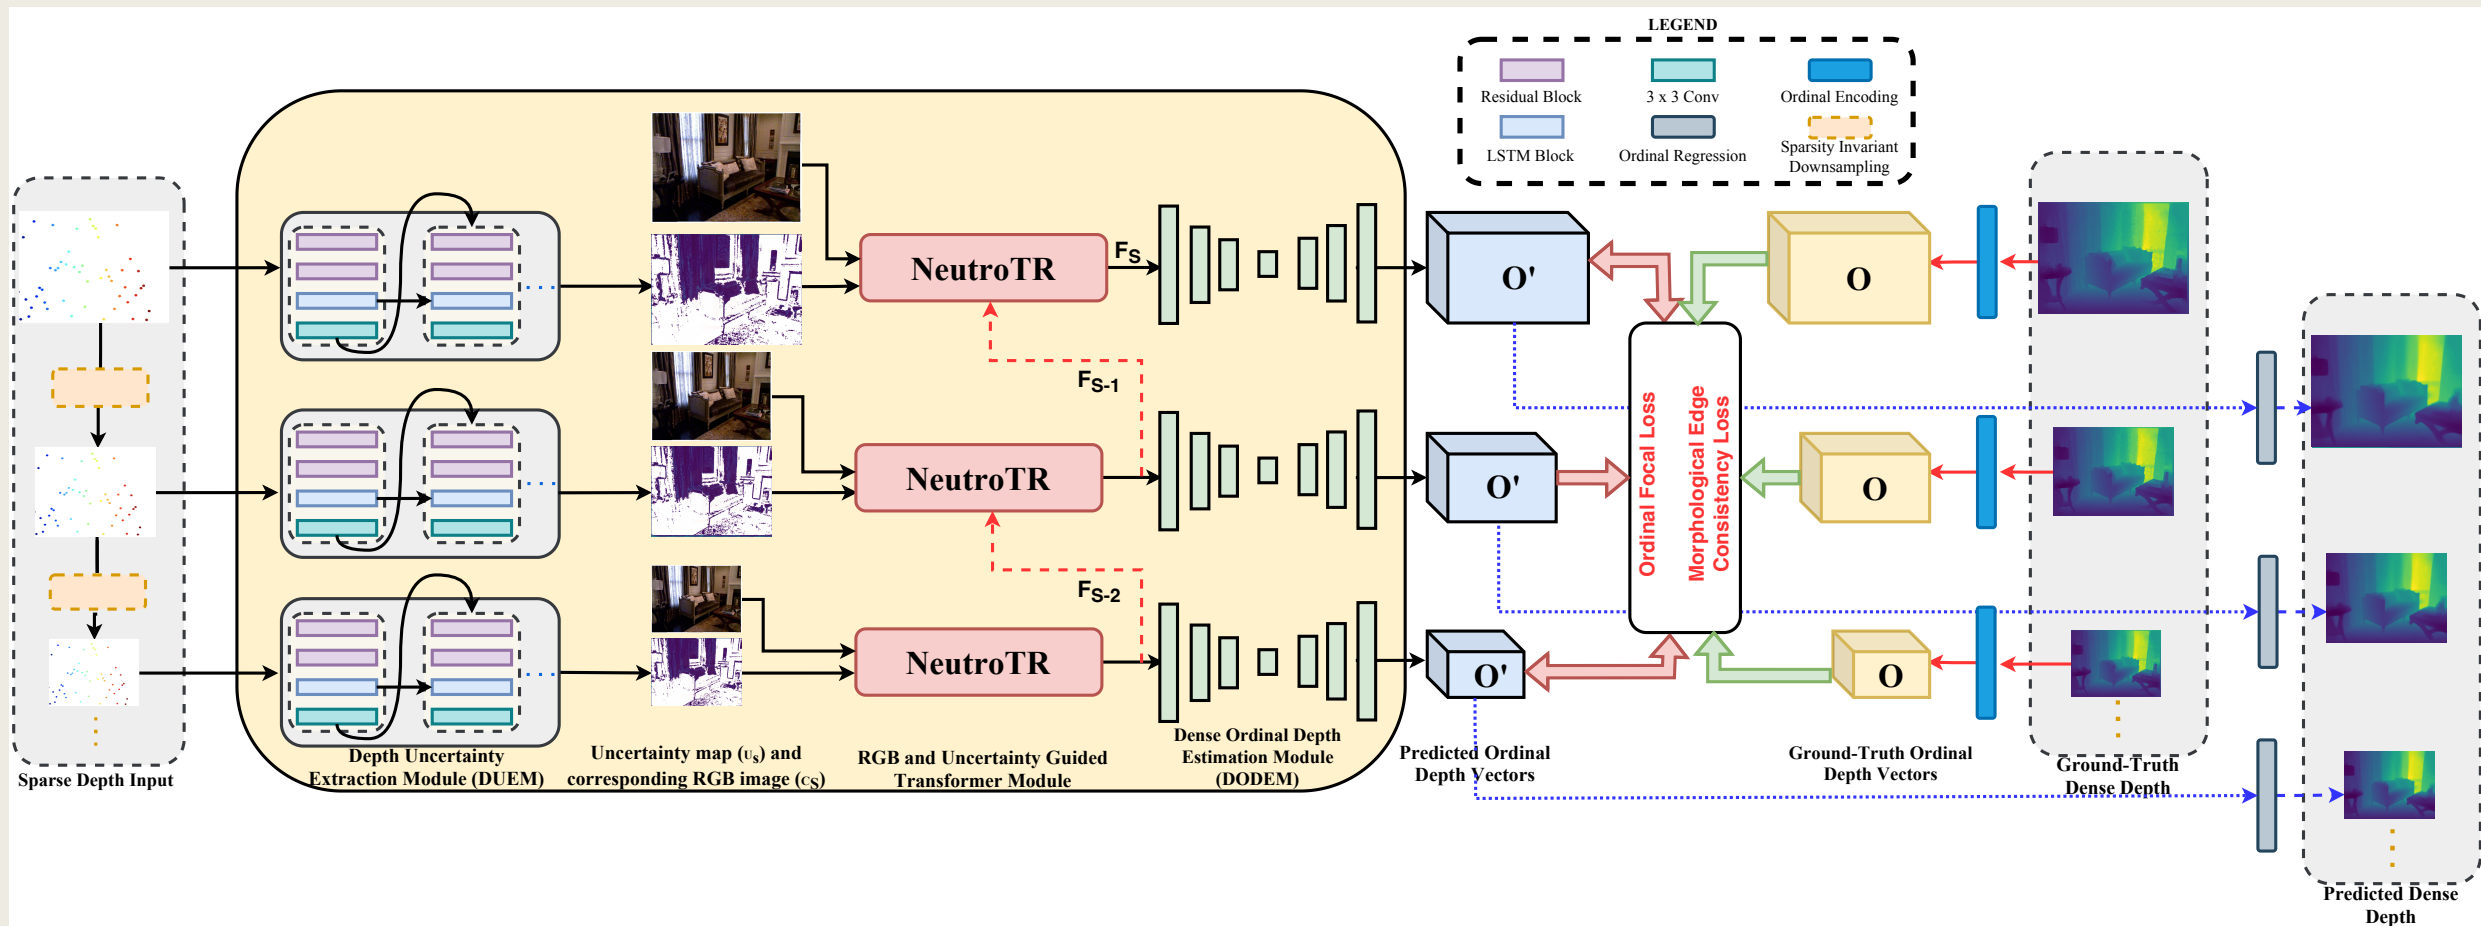 LEGEND
Residual Block
3 x 3 Conv
Ordinal Encoding
LSTM Block
Ordinal Regression
Sparsity Invariant
Downsampling
NeutroTR
FS
O'
O
FS-1
NeutroTR
O'
O
FS-2
NeutroTR
O'
O
Ordinal Focal Loss
Morphological Edge
Consistency Loss
Sparse Depth Input
Depth Uncertainty
Extraction Module (DUEM)
Uncertainty map (Us) and
corresponding RGB image (CS)
RGB and Uncertainty Guided
Transformer Module
Dense Ordinal Depth
Estimation Module
(DODEM)
Predicted Ordinal
Depth Vectors
Ground-Truth Ordinal
Depth Vectors
Ground-Truth
Dense Depth
Predicted Dense
Depth